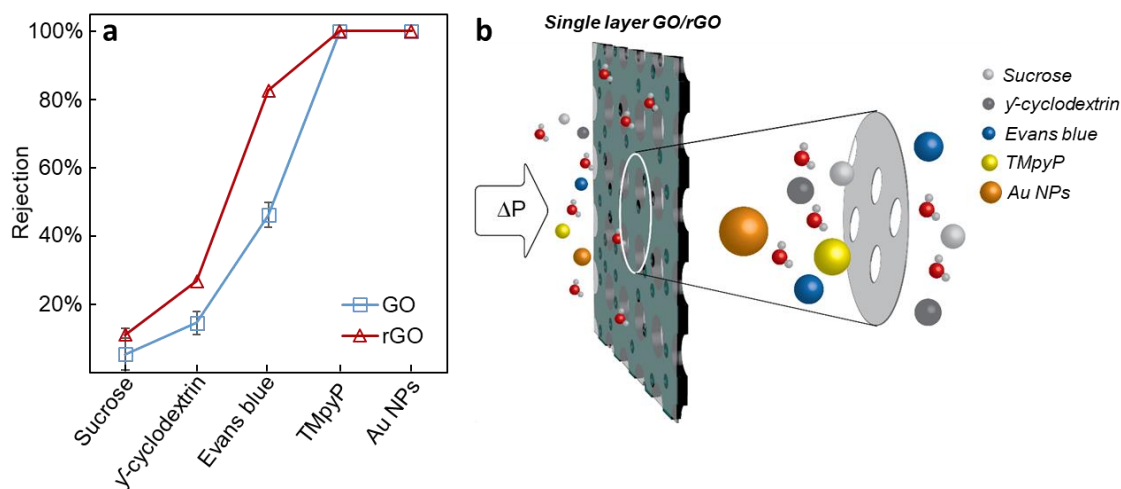 a
100%
80%
60%
40%
20%
Rejection
GO
rGO
Sucrose
ƴ-cyclodextrin
Evans blue
TMpyP
Au NPs
b
Single layer GO/rGO
ΔP
Sucrose
ƴ-cyclodextrin
Evans blue
TMpyP
Au NPs